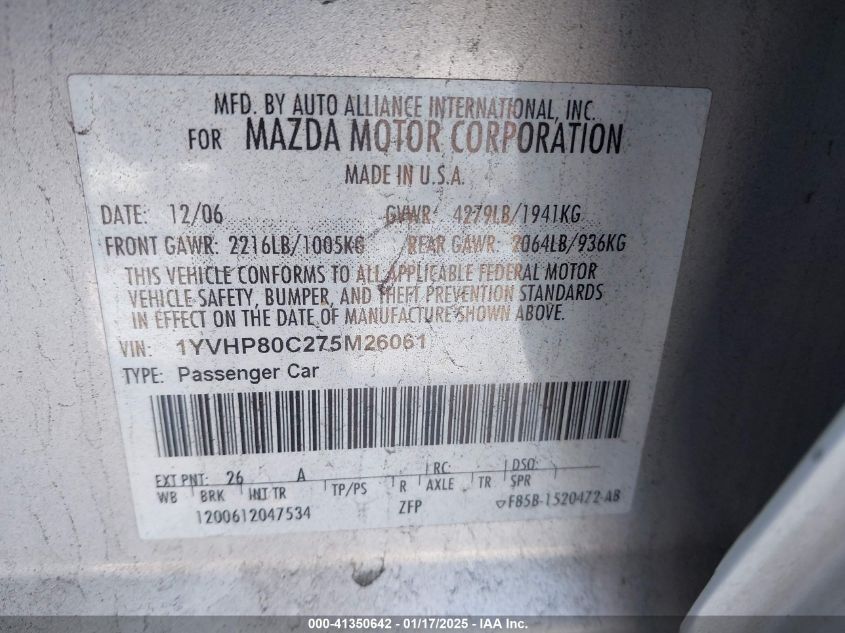 MFD. BY AUTO ALLIANCE INTERNATIONAL, INC.
FOR MAZDA MOTOR CORPORATION
MADE IN U.S.A.
DATE: 12/06 GVWR: 4279LB/1941KG
FRONT GAWR: 2216LB/1005KG REAR GAWR: 2064LB/936KG
THIS VEHICLE CONFORMS TO ALL APPLICABLE FEDERAL MOTOR
VEHICLE SAFETY, BUMPER, AND THEFT PREVENTION STANDARDS
IN EFFECT ON THE DATE OF MANUFACTURE SHOWN ABOVE.
VIN: 1YVHP80C275M26061
TYPE: Passenger Car
EXT PNT: 26 A RC: DSO:
WB BRK INT TR TP/PS R AXLE TR SPR
1200612047534 ZFP F85B-1520472-AB
000-41350642 - 01/17/2025 - IAA Inc.